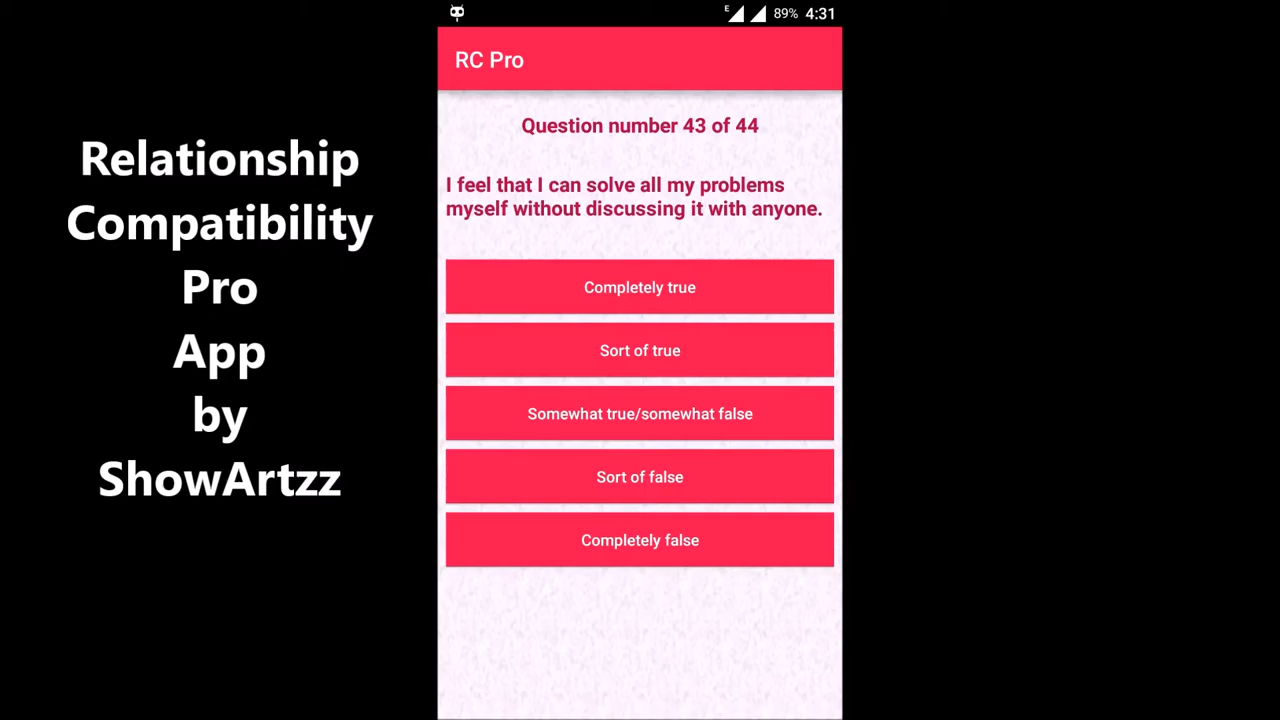 Relationship
Compatibility
Pro
App
by
ShowArtzz
E 89% 4:31
RC Pro
Question number 43 of 44
I feel that I can solve all my problems
myself without discussing it with anyone.
Completely true
Sort of true
Somewhat true/somewhat false
Sort of false
Completely false